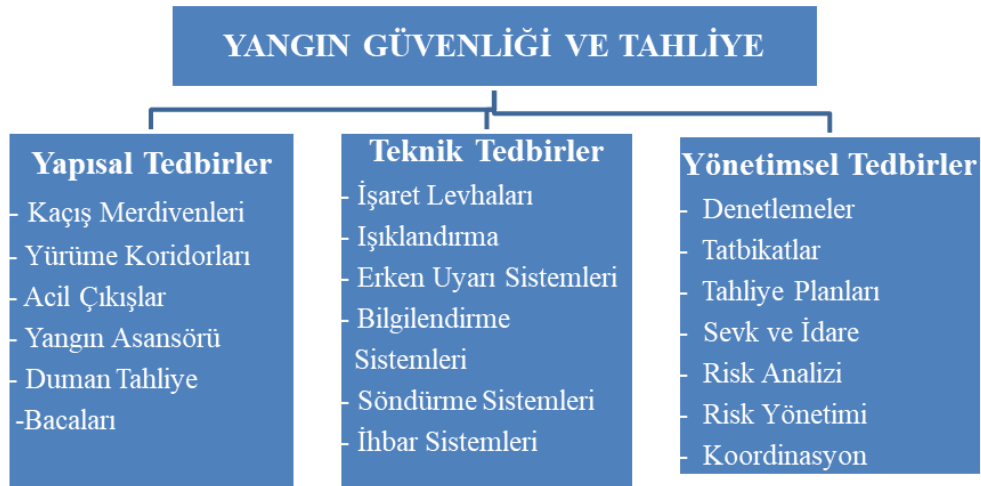 YANGIN GÜVENLİĞİ VE TAHLİYE
Yapısal Tedbirler
- Kaçış Merdivenleri
- Yürüme Koridorları
- Acil Çıkışlar
- Yangın Asansörü
- Duman Tahliye
-Bacaları
Teknik Tedbirler
- İşaret Levhaları
- Işıklandırma
- Erken Uyarı Sistemleri
- Bilgilendirme
Sistemleri
- Söndürme Sistemleri
- İhbar Sistemleri
Yönetimsel Tedbirler
- Denetlemeler
- Tatbikatlar
- Tahliye Planları
- Sevk ve İdare
- Risk Analizi
- Risk Yönetimi
- Koordinasyon